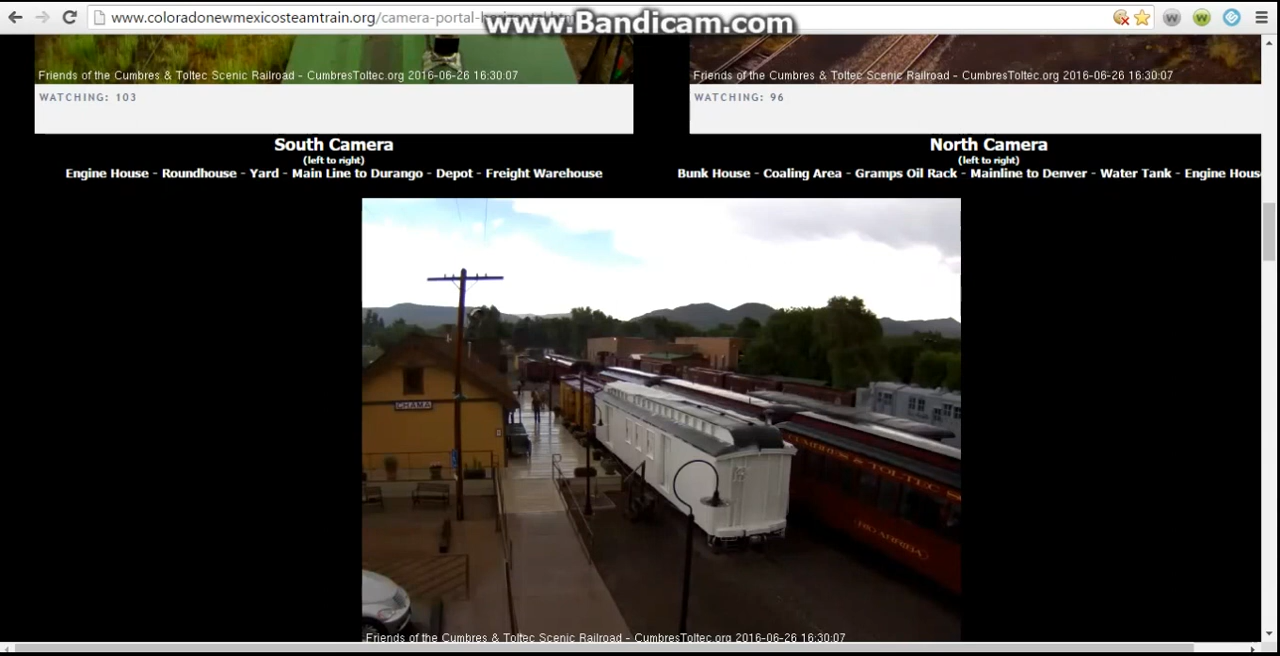 www.coloradonewmexicosteamtrain.org/camera-portal-
www.Bandicam.com
Friends of the Cumbres & Toltec Scenic Railroad - CumbresToltec.org 2016-06-26 16:30:07
Friends of the Cumbres & Toltec Scenic Railroad - CumbresToltec.org 2016-06-26 16:30:07
WATCHING: 103
WATCHING: 96
South Camera
(left to right)
Engine House - Roundhouse - Yard - Main Line to Durango - Depot - Freight Warehouse
North Camera
(left to right)
Bunk House - Coaling Area - Gramps Oil Rack - Mainline to Denver - Water Tank - Engine Hous
CHAMA
CUMBRES & TOLTEC S
RIO ARRIBA
Friends of the Cumbres & Toltec Scenic Railroad - CumbresToltec.org 2016-06-26 16:30:07